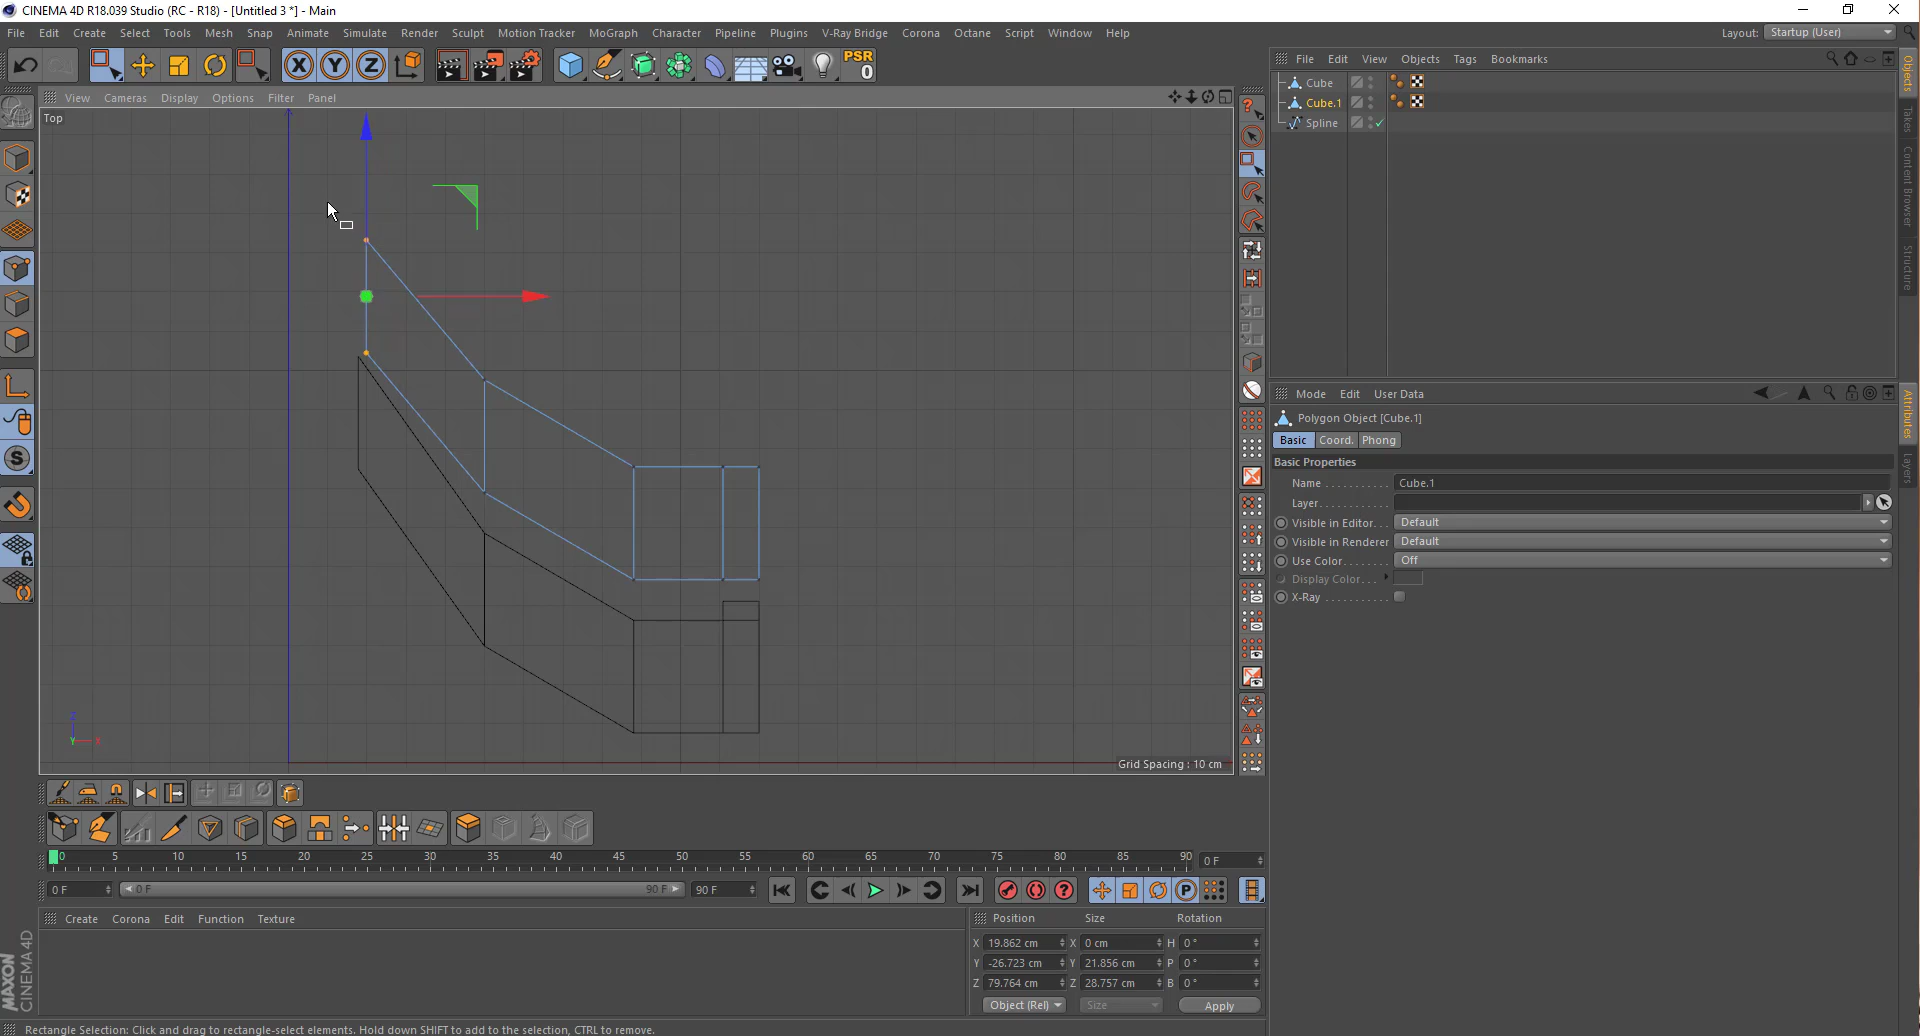 CINEMA 4D R18.039 Studio (RC - R18) - [Untitled 3 *] - Main
File Edit Create Select Tools Mesh Snap Animate Simulate Render Sculpt Motion Tracker MoGraph Character Pipeline Plugins V-Ray Bridge Corona Octane Script Window Help
Layout: Startup (User)
X Y Z
PSR
0
File Edit View Objects Tags Bookmarks
View Cameras Display Options Filter Panel
Top
Cube
Cube.1
Spline
Objects
Takes
Content Browser
Structure
Mode Edit User Data
Polygon Object [Cube.1]
Basic Coord. Phong
Basic Properties
Name Cube.1
Layer
Visible in Editor Default
Visible in Renderer Default
Use Color Off
Display Color
X-Ray
Attributes
Layers
Z
Y X
Grid Spacing : 10 cm
0 5 10 15 20 25 30 35 40 45 50 55 60 65 70 75 80 85 90
0 F
0 F 0 F 90 F 90 F
Create Corona Edit Function Texture
Position Size Rotation
X 19.862 cm X 0 cm H 0 °
Y -26.723 cm Y 21.856 cm P 0 °
Z 79.764 cm Z 28.757 cm B 0 °
Object (Rel) Size Apply
MAXON
CINEMA 4D
Rectangle Selection: Click and drag to rectangle-select elements. Hold down SHIFT to add to the selection, CTRL to remove.